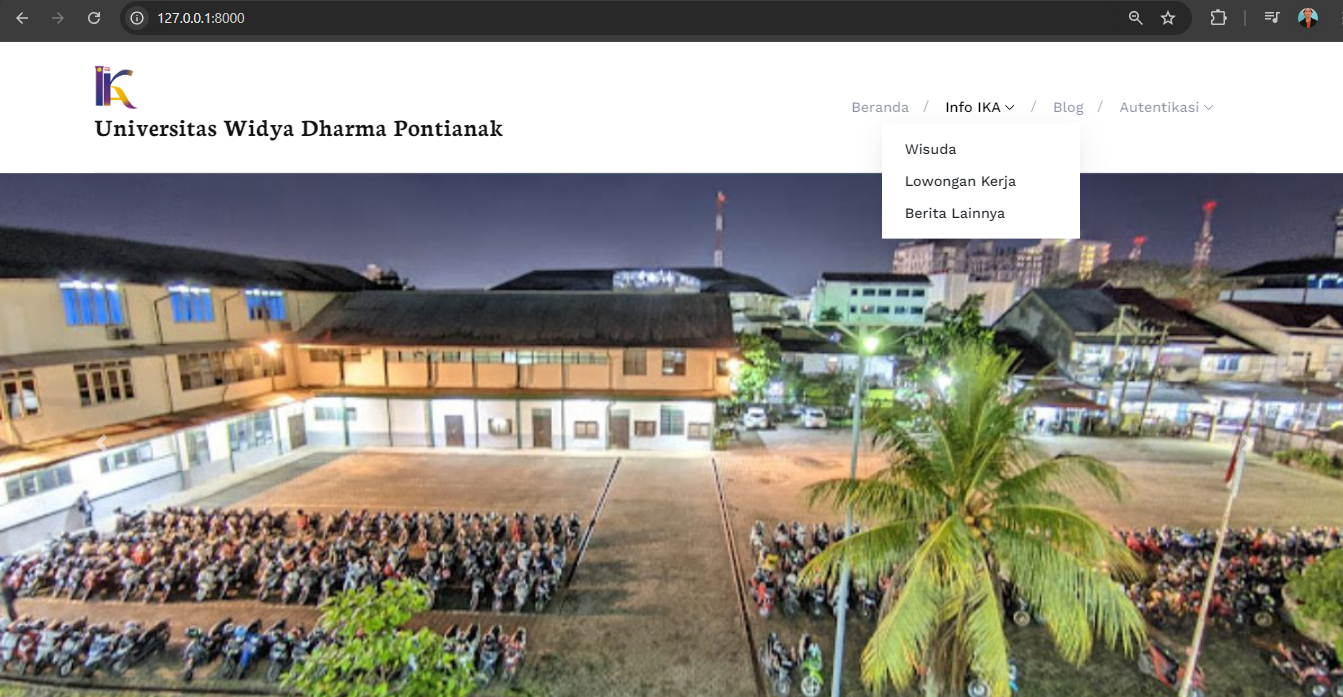 127.0.0.1:8000
IKA
Universitas Widya Dharma Pontianak
Beranda / Info IKA / Blog / Autentikasi
Wisuda
Lowongan Kerja
Berita Lainnya